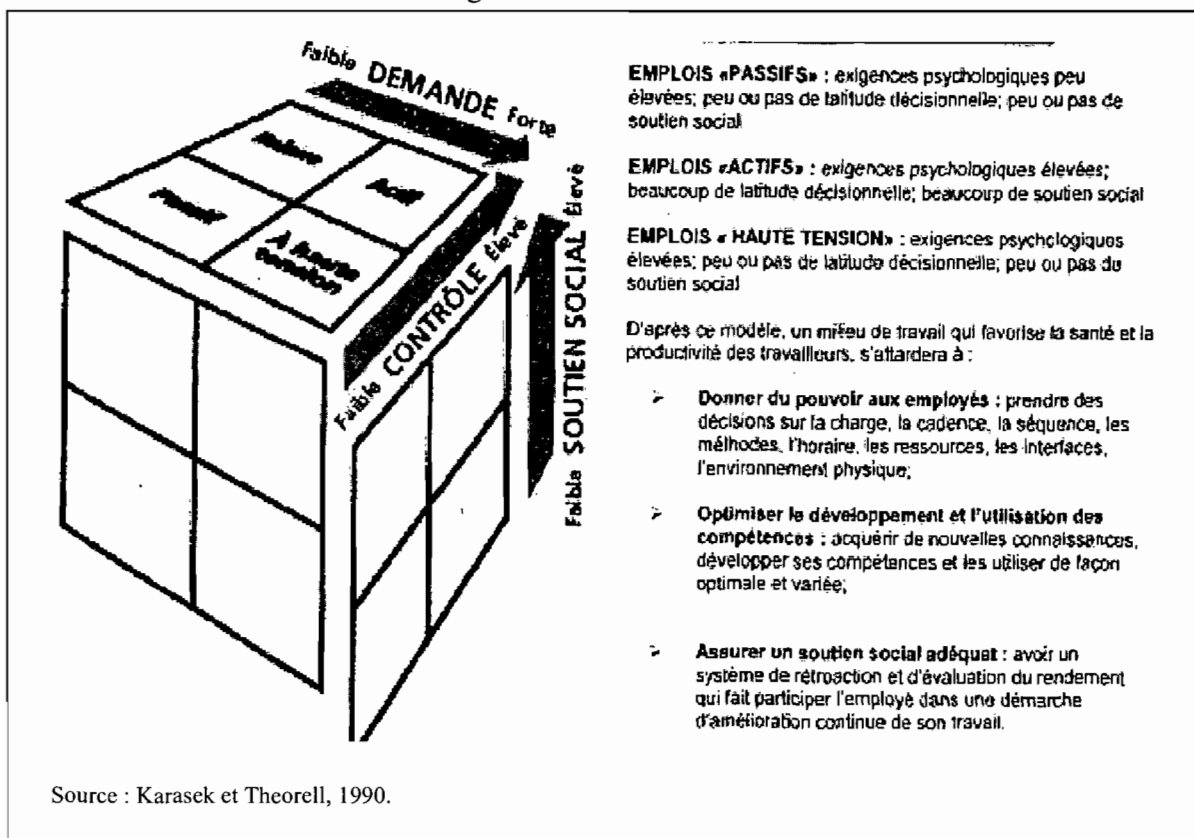 Faible DEMANDE Forte
Passif
Actif
À haute
tension
Faible CONTRÔLE élevé
Faible SOUTIEN SOCIAL élevé
EMPLOIS «PASSIFS» : exigences psychologiques peu
élevées; peu ou pas de latitude décisionnelle; peu ou pas de
soutien social
EMPLOIS «ACTIFS» : exigences psychologiques élevées;
beaucoup de latitude décisionnelle; beaucoup de soutien social
EMPLOIS « HAUTE TENSION» : exigences psychologiques
élevées; peu ou pas de latitude décisionnelle; peu ou pas du
soutien social
D'après ce modèle, un milieu de travail qui favorise la santé et la
productivité des travailleurs, s'attardera à :
➢ Donner du pouvoir aux employés : prendre des
décisions sur la charge, la cadence, la séquence, les
méthodes, l'horaire, les ressources, les interfaces,
l'environnement physique;
➢ Optimiser le développement et l'utilisation des
compétences : acquérir de nouvelles connaissances,
développer ses compétences et les utiliser de façon
optimale et variée;
➢ Assurer un soutien social adéquat : avoir un
système de rétroaction et d'évaluation du rendement
qui fait participer l'employé dans une démarche
d'amélioration continue de son travail.
Source : Karasek et Theorell, 1990.